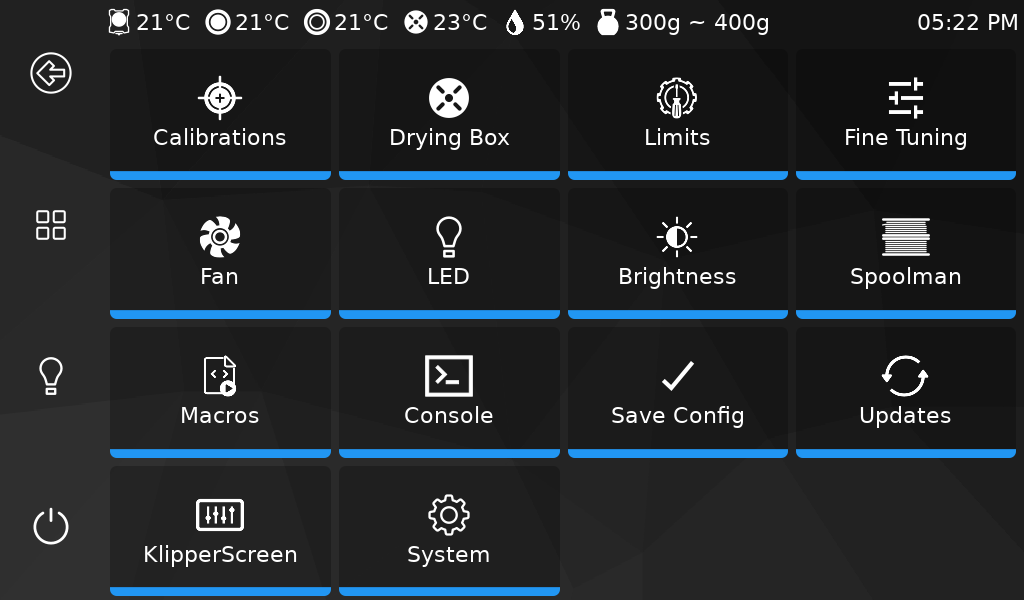 21°C 21°C 21°C 23°C 51% 300g ~ 400g 05:22 PM
Calibrations Drying Box Limits Fine Tuning
Fan LED Brightness Spoolman
Macros Console Save Config Updates
KlipperScreen System